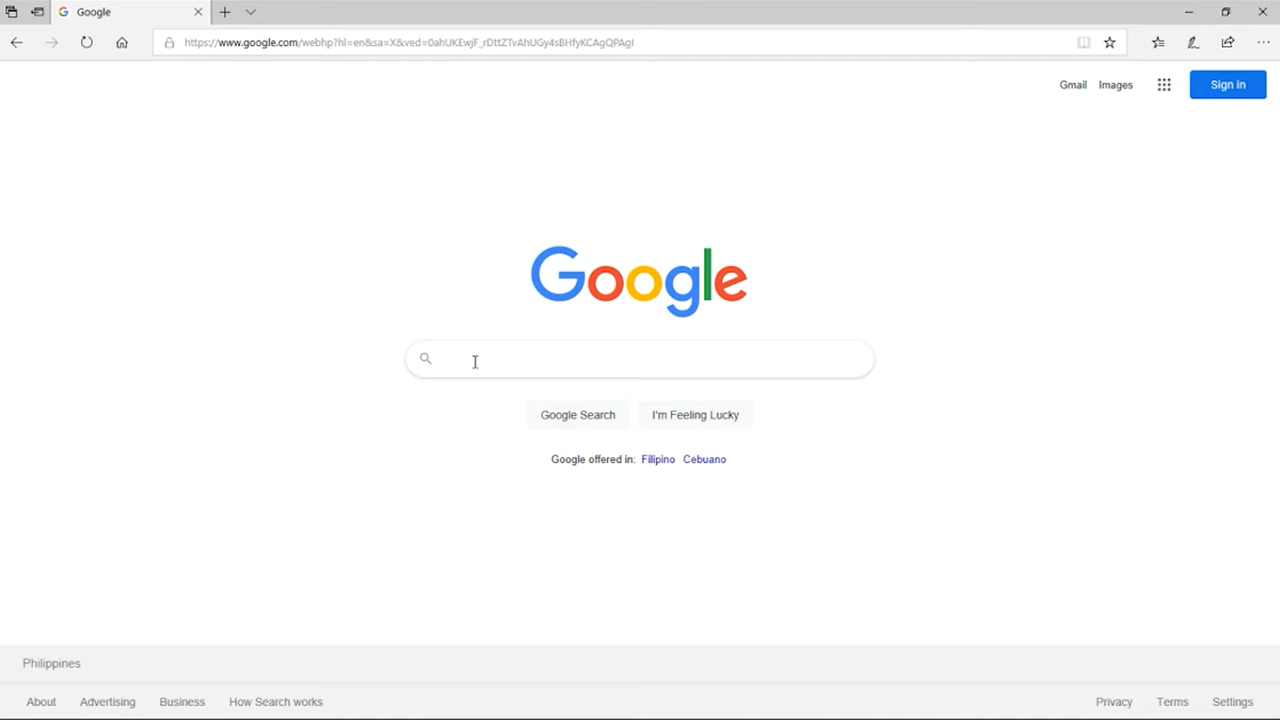 Google
https://www.google.com/webhp?hl=en&sa=X&ved=0ahUKEwjF_rDttZTvAhUGy4sBHfyKCAgQPAgI
Gmail Images Sign in
Google
Google Search I'm Feeling Lucky
Google offered in: Filipino Cebuano
Philippines
About Advertising Business How Search works Privacy Terms Settings